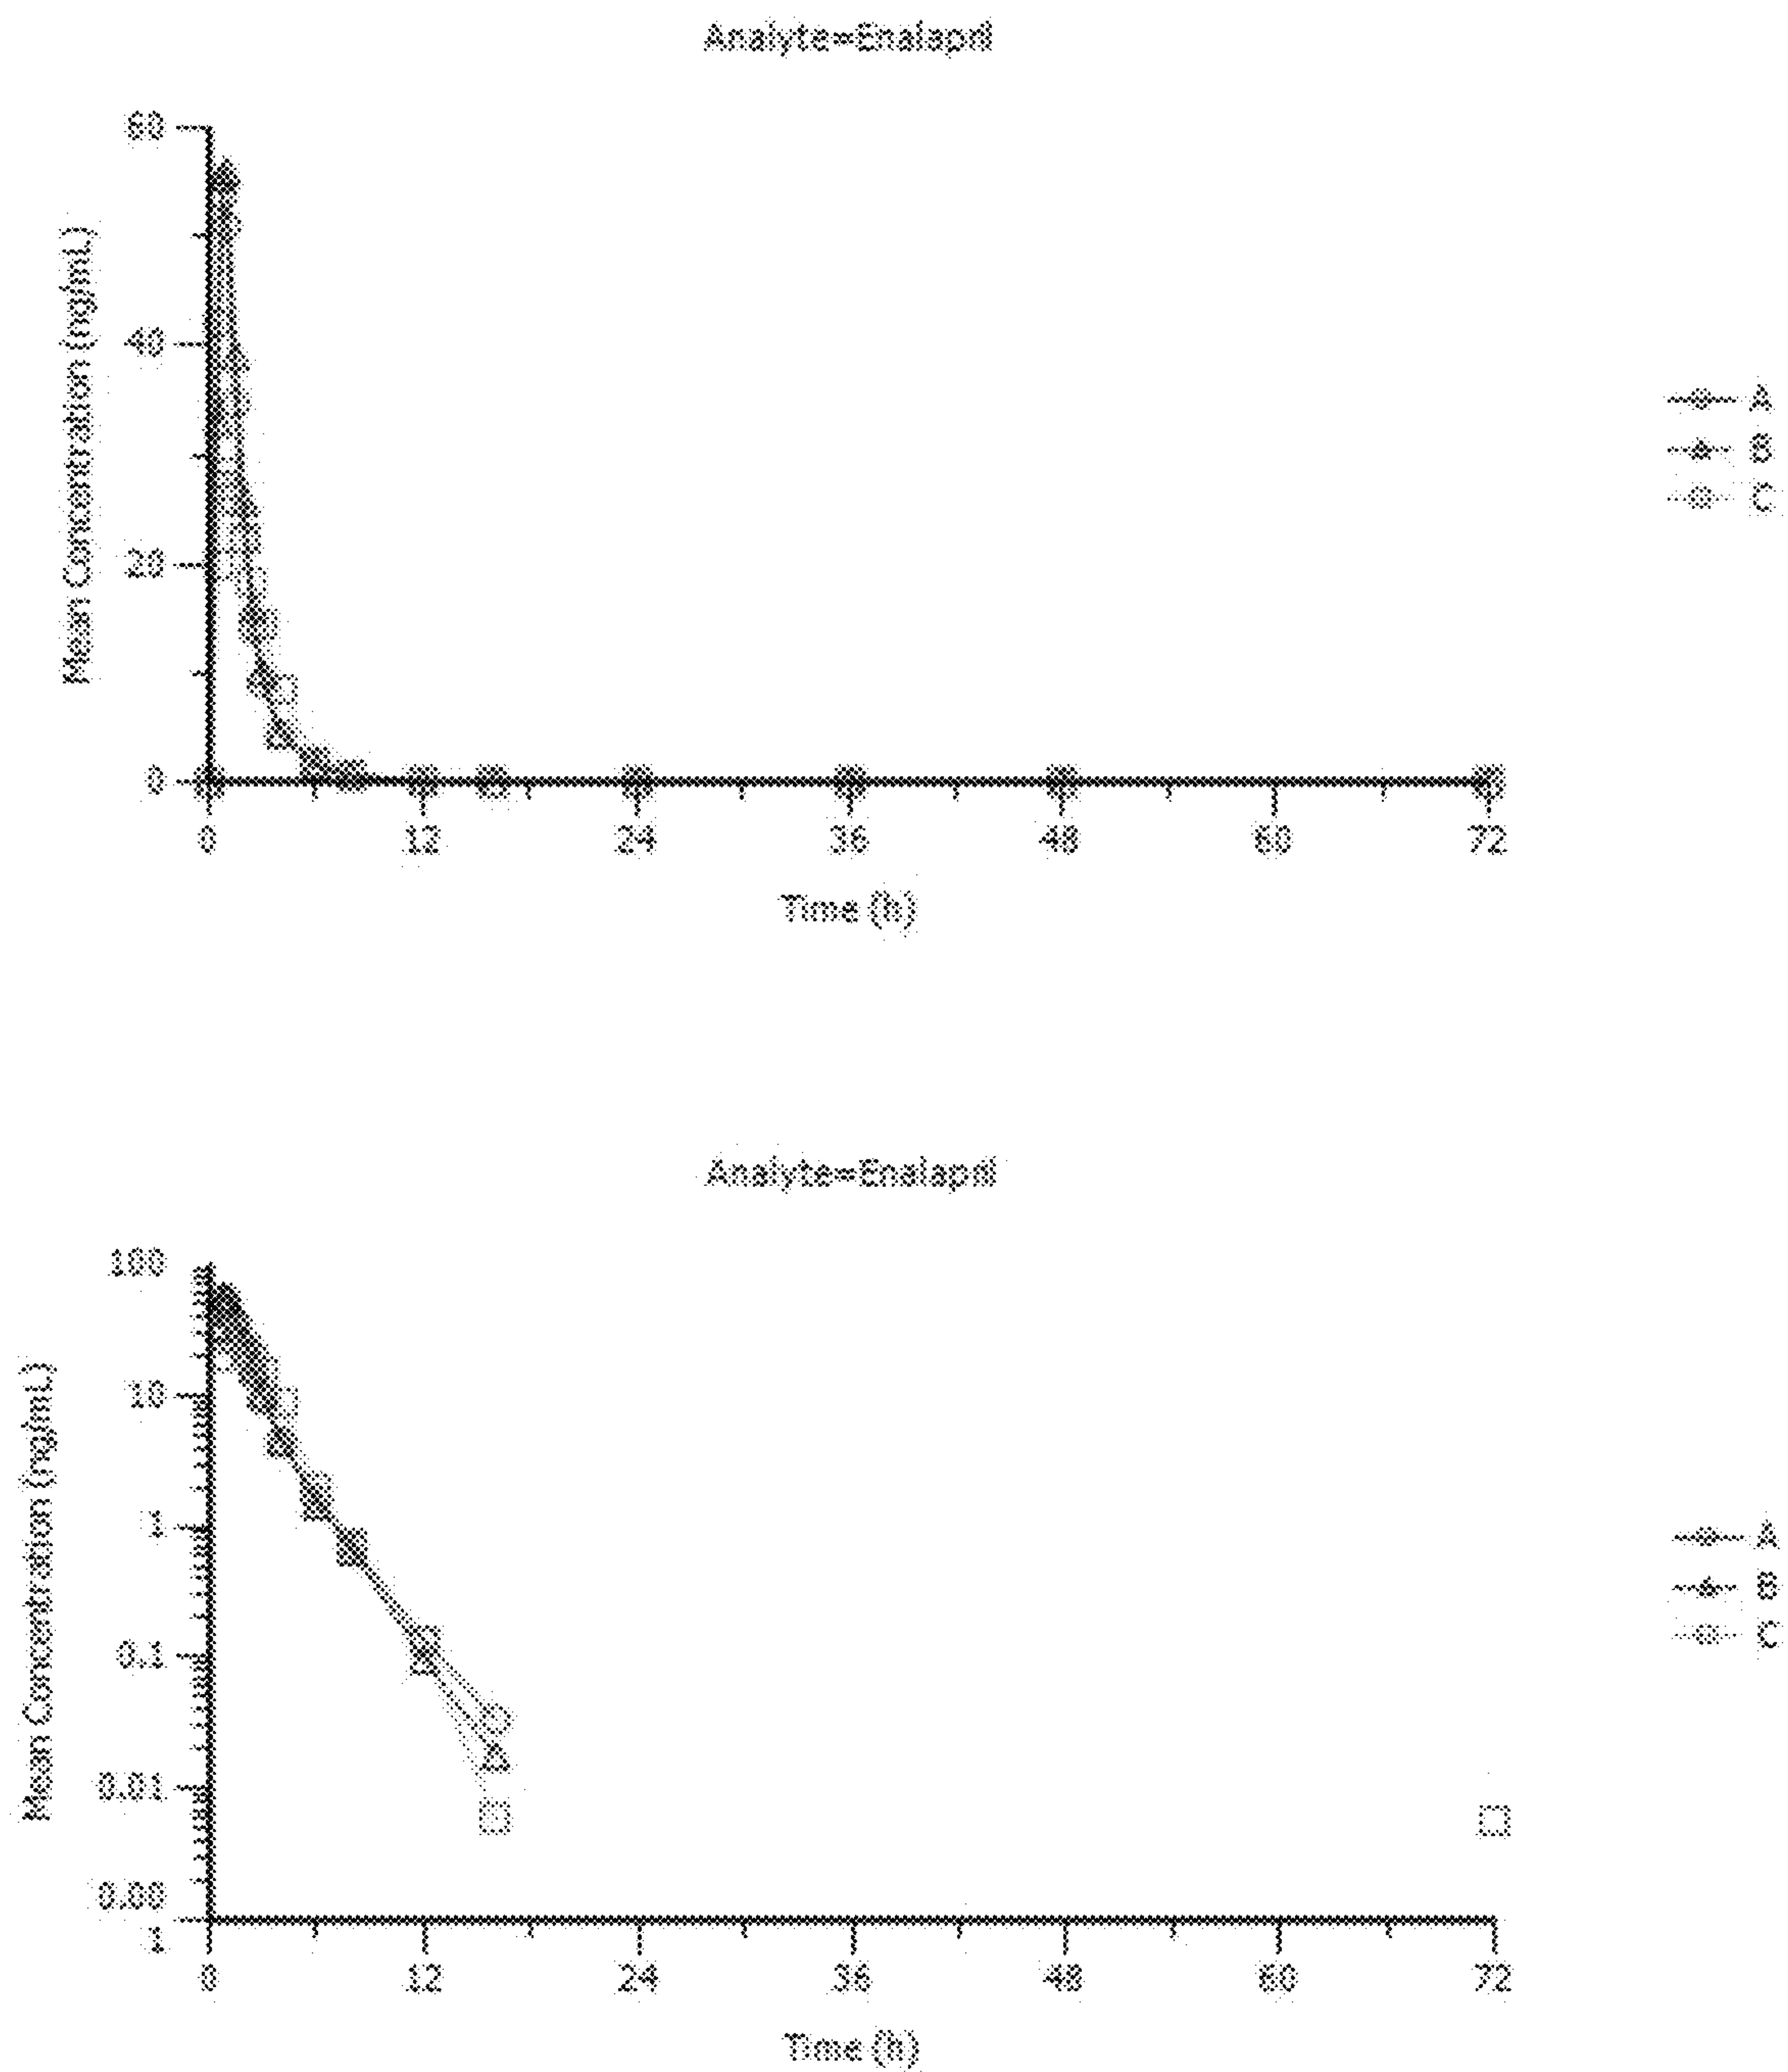 Analyte=Enalapril
60
40
20
0
Mean Concentration (ng/mL)
0 12 24 36 48 60 72
Time (h)
A
B
C
Analyte=Enalapril
100
10
1
0.1
0.01
0.00
1
Mean Concentration (ng/mL)
0 12 24 36 48 60 72
Time (h)
A
B
C